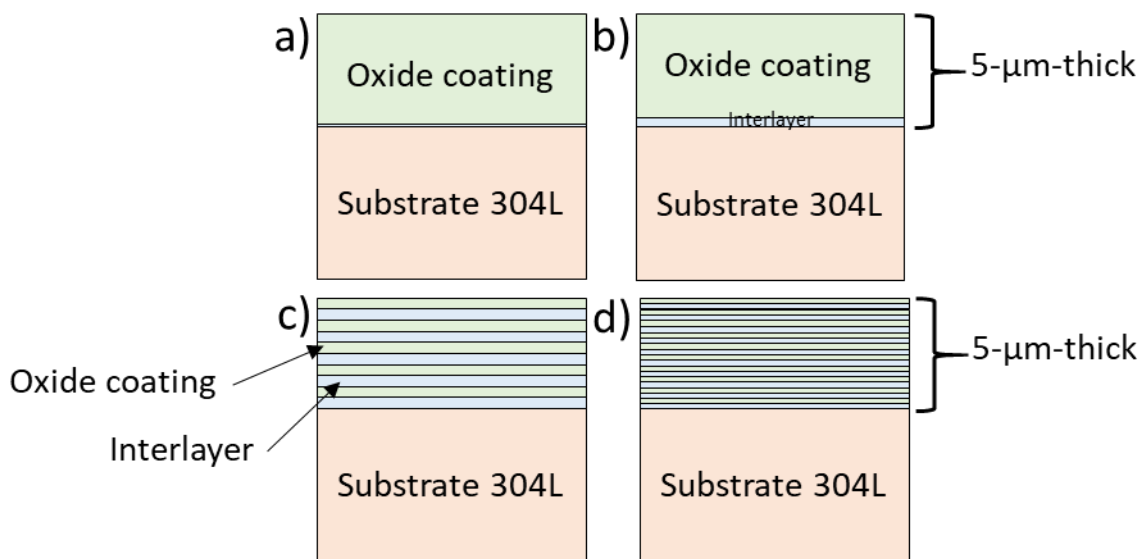 a)
Oxide coating
Substrate 304L
b)
Oxide coating
Interlayer
Substrate 304L
5-µm-thick
c)
Oxide coating
Interlayer
Substrate 304L
d)
Substrate 304L
5-µm-thick